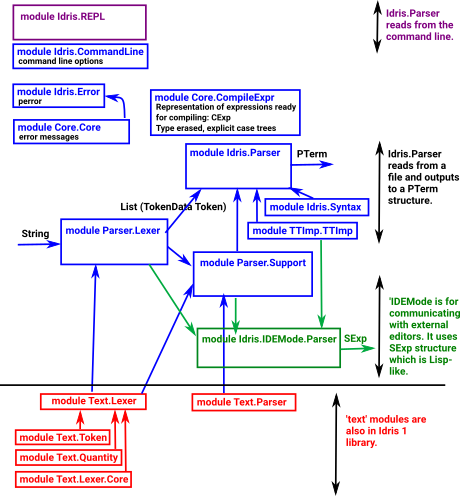 module Idris.REPL
Idris.Parser
reads from the
command line.
module Idris.CommandLine
command line options
module Idris.Error
perror
module Core.CompileExpr
Representation of expressions ready
for compiling: CExp
Type erased, explicit case trees
module Core.Core
error messages
module Idris.Parser
PTerm
Idris.Parser
reads from a
file and outputs
to a PTerm
structure.
List (TokenData Token)
module Idris.Syntax
module TTImp.TTImp
String
module Parser.Lexer
module Parser.Support
'IDEMode is for
communicating
with external
editors. It uses
SExp structure
which is Lisp-
like.
module Idris.IDEMode.Parser
SExp
module Text.Lexer
module Text.Parser
'text' modules are
also in Idris 1
library.
module Text.Token
module Text.Quantity
module Text.Lexer.Core